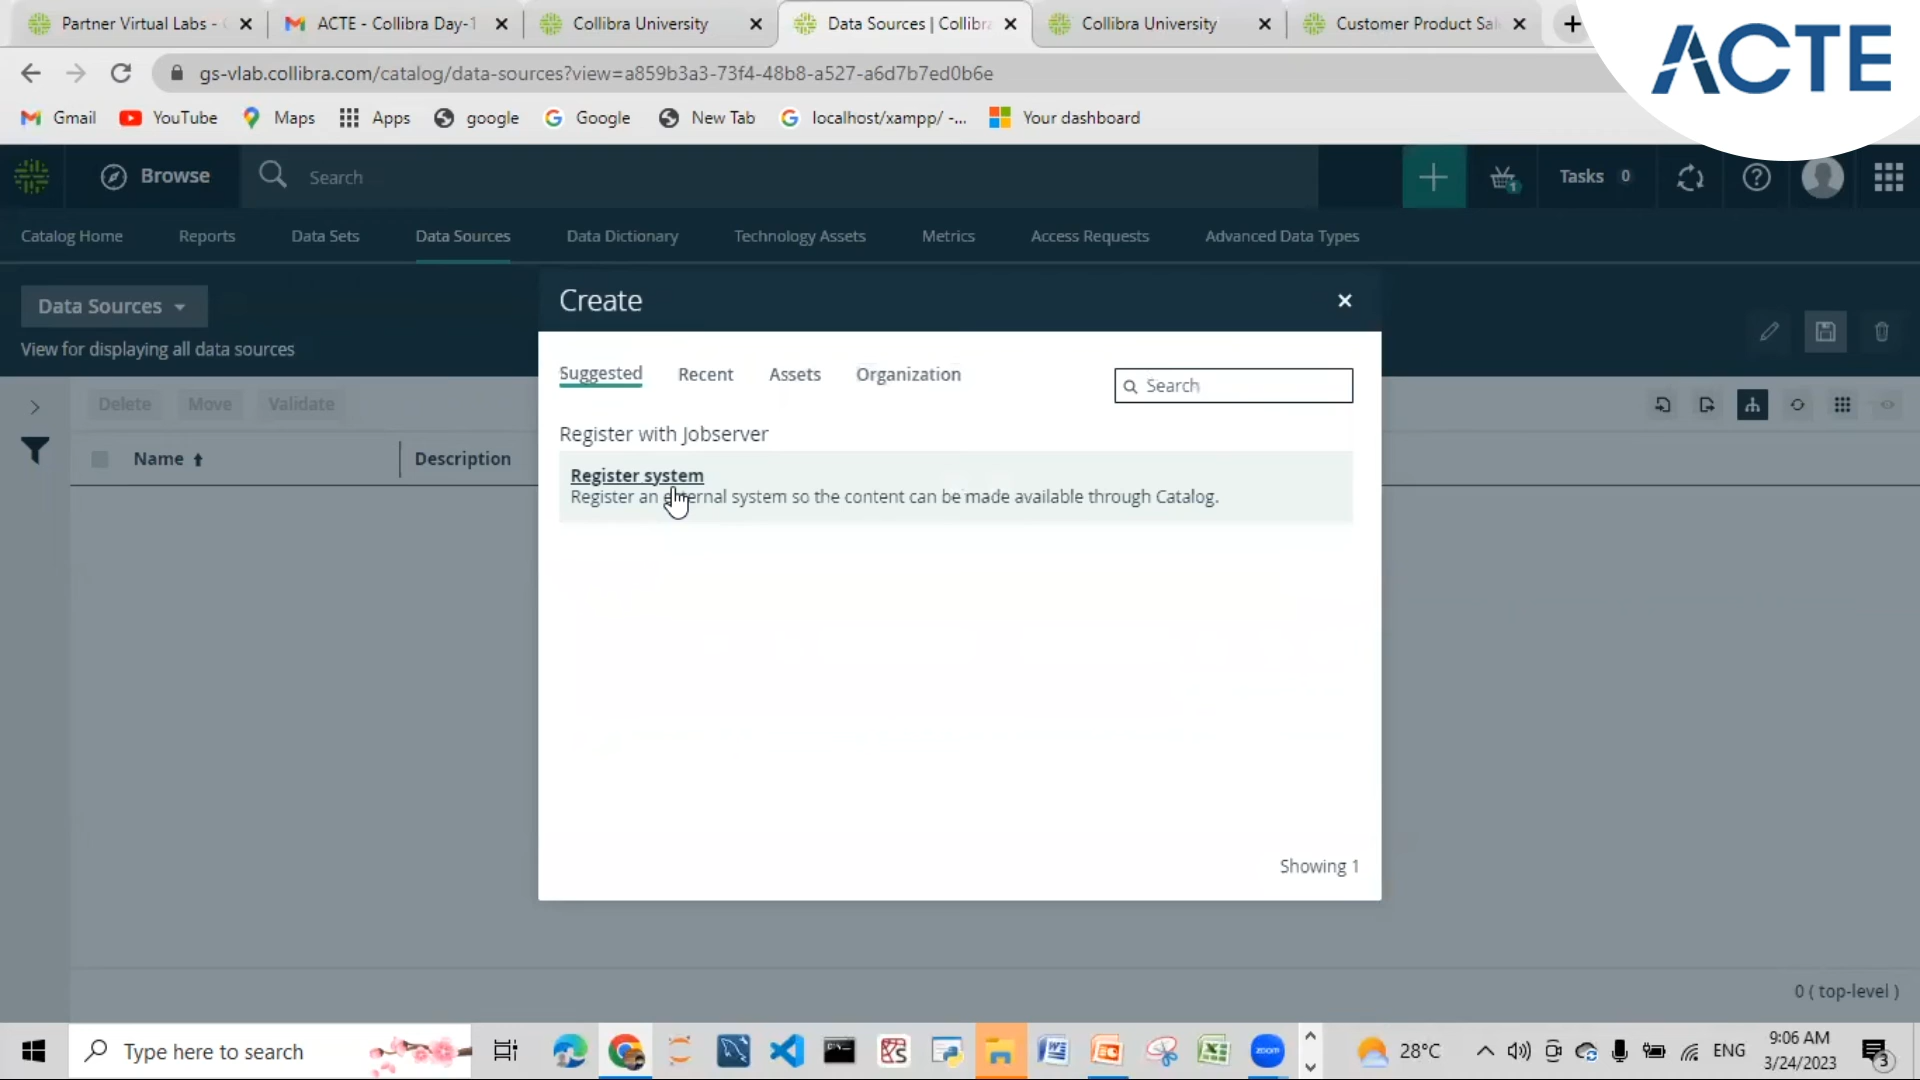 Partner Virtual Labs -
ACTE - Collibra Day-1
Collibra University
Data Sources | Collibra
Collibra University
Customer Product Sal
ACTE
gs-vlab.collibra.com/catalog/data-sources?view=a859b3a3-73f4-48b8-a527-a6d7b7ed0b6e
Gmail YouTube Maps Apps google Google New Tab localhost/xampp/ -... Your dashboard
Browse Search 1 Tasks 0
Catalog Home Reports Data Sets Data Sources Data Dictionary Technology Assets Metrics Access Requests Advanced Data Types
Data Sources
View for displaying all data sources
Create
Suggested Recent Assets Organization Search
Delete Move Validate
Register with Jobserver
Name Description
Register system
Register an external system so the content can be made available through Catalog.
Showing 1
0 ( top-level )
Type here to search
zoom
28°C
ENG
9:06 AM
3/24/2023
3